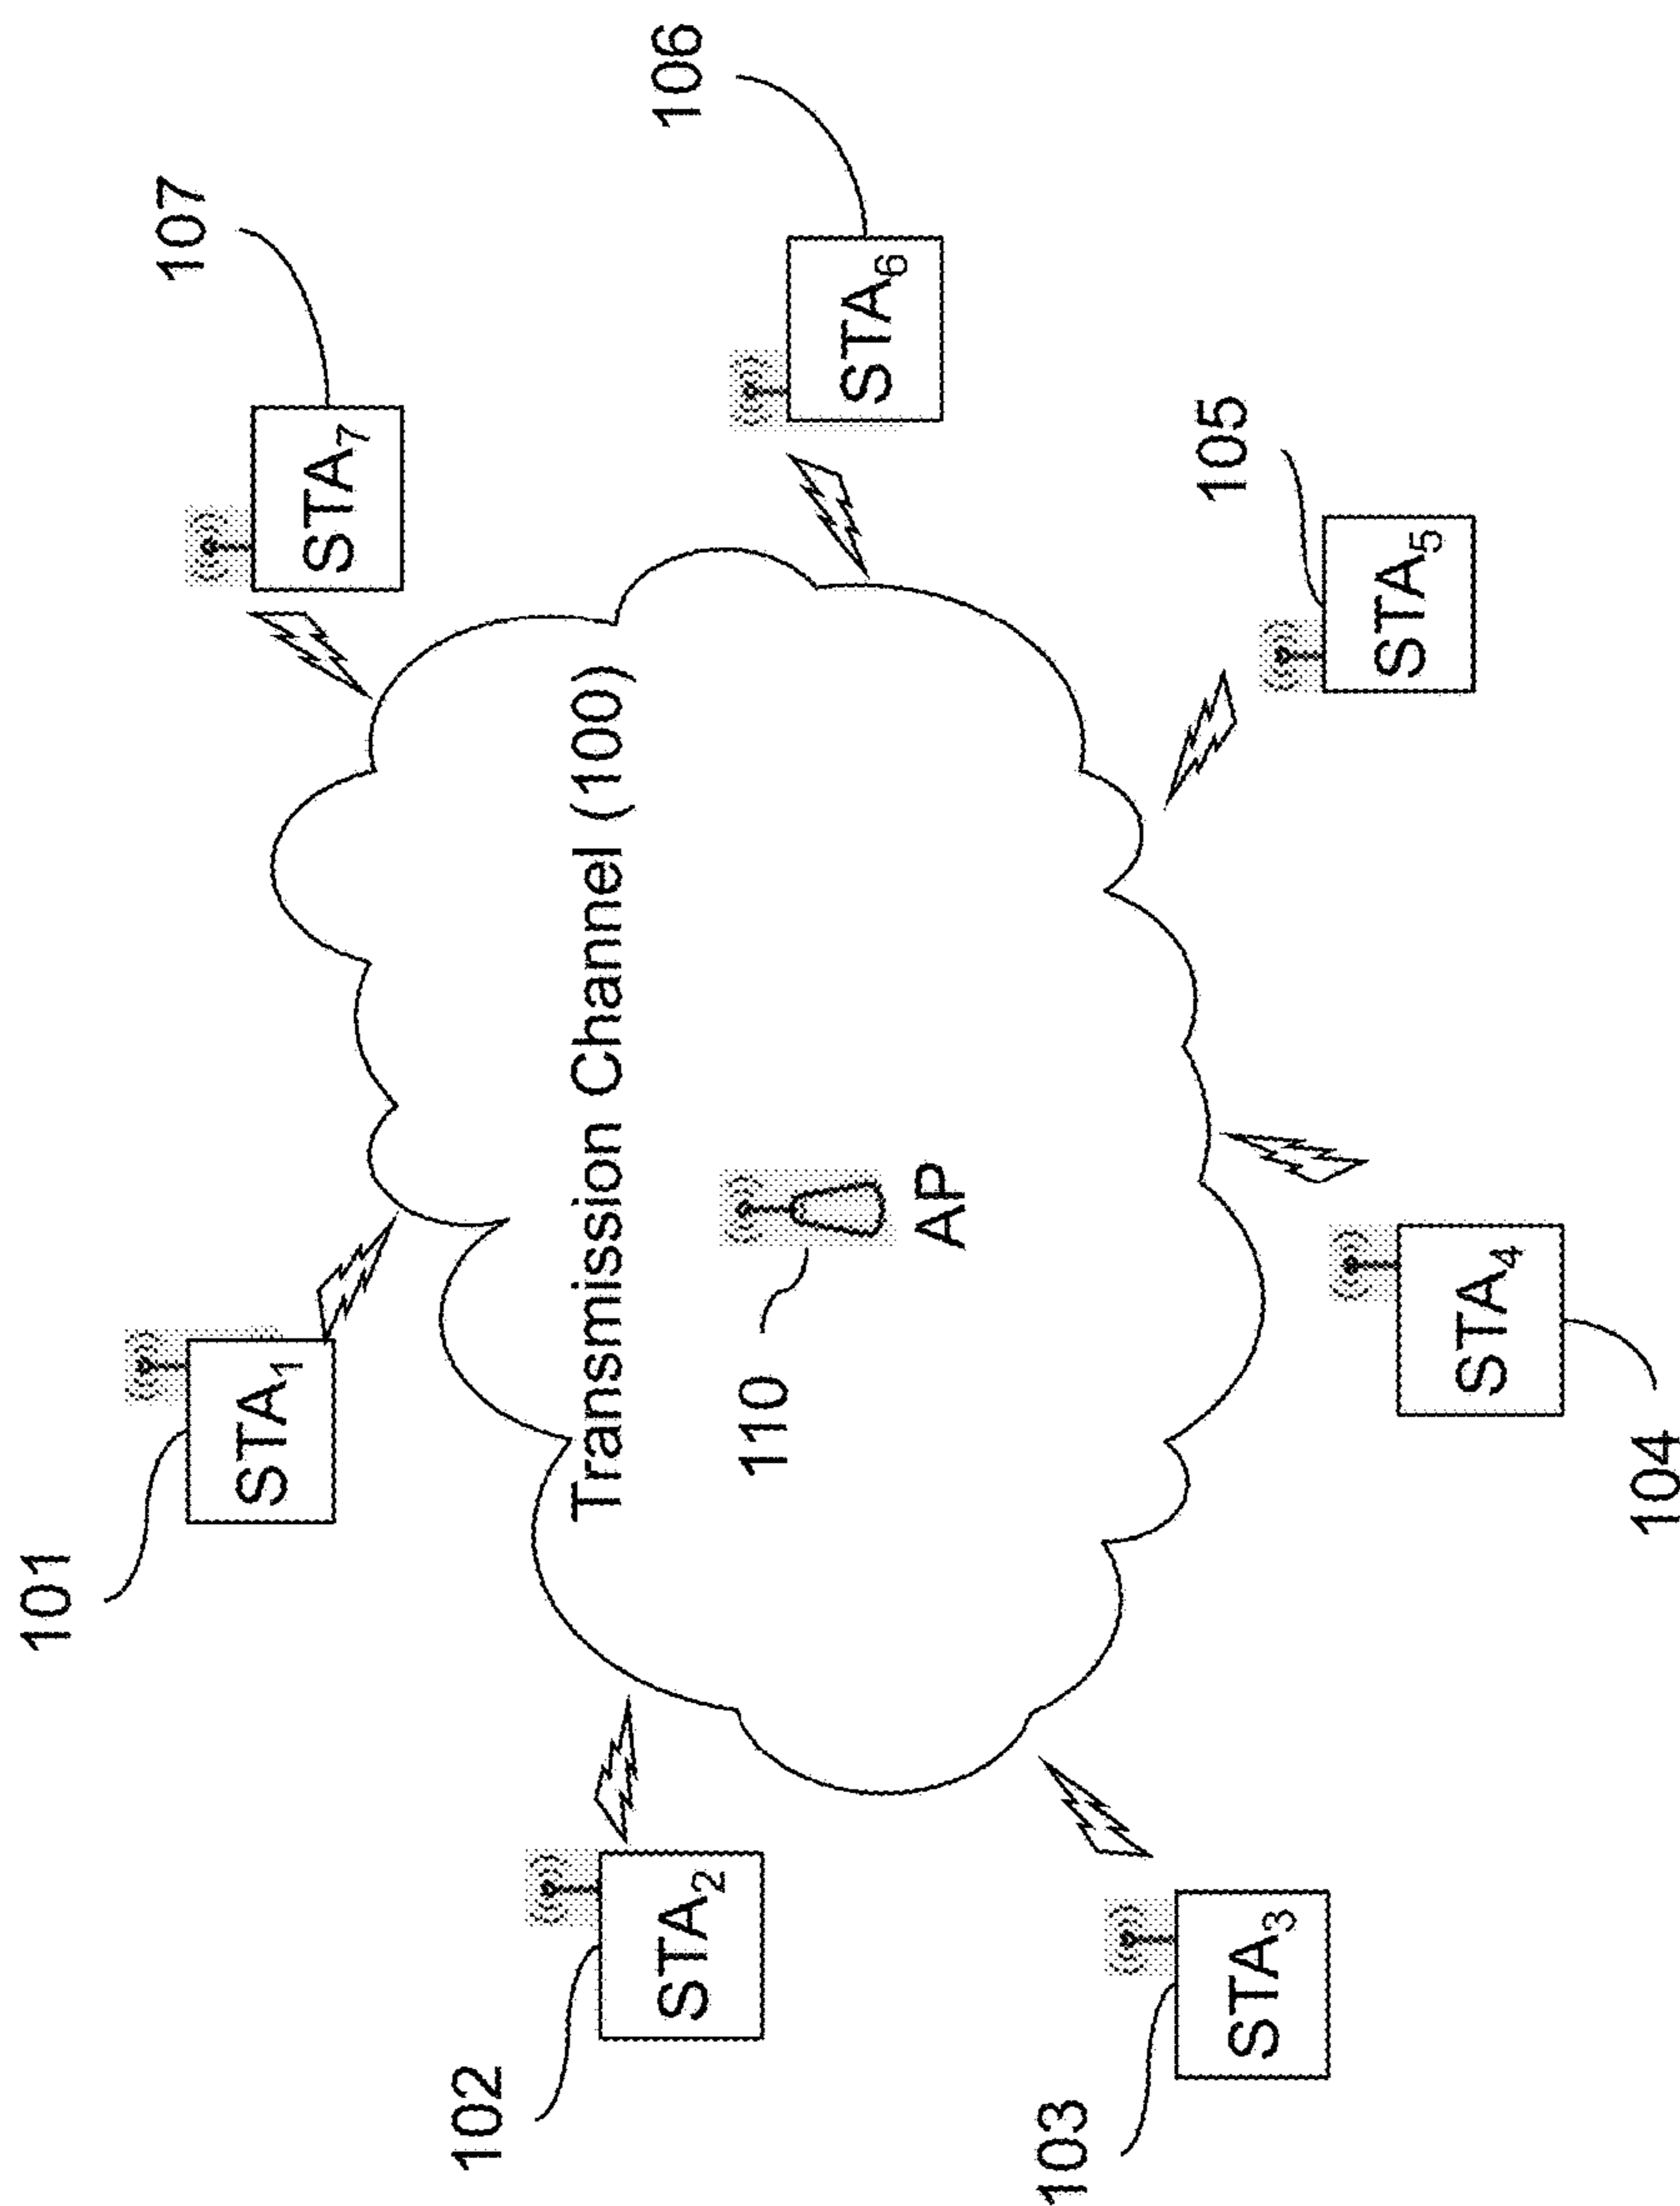 101
STA1
107
STA7
106
STA6
102
STA2
Transmission Channel (100)
110
AP
105
STA5
103
STA3
104
STA4